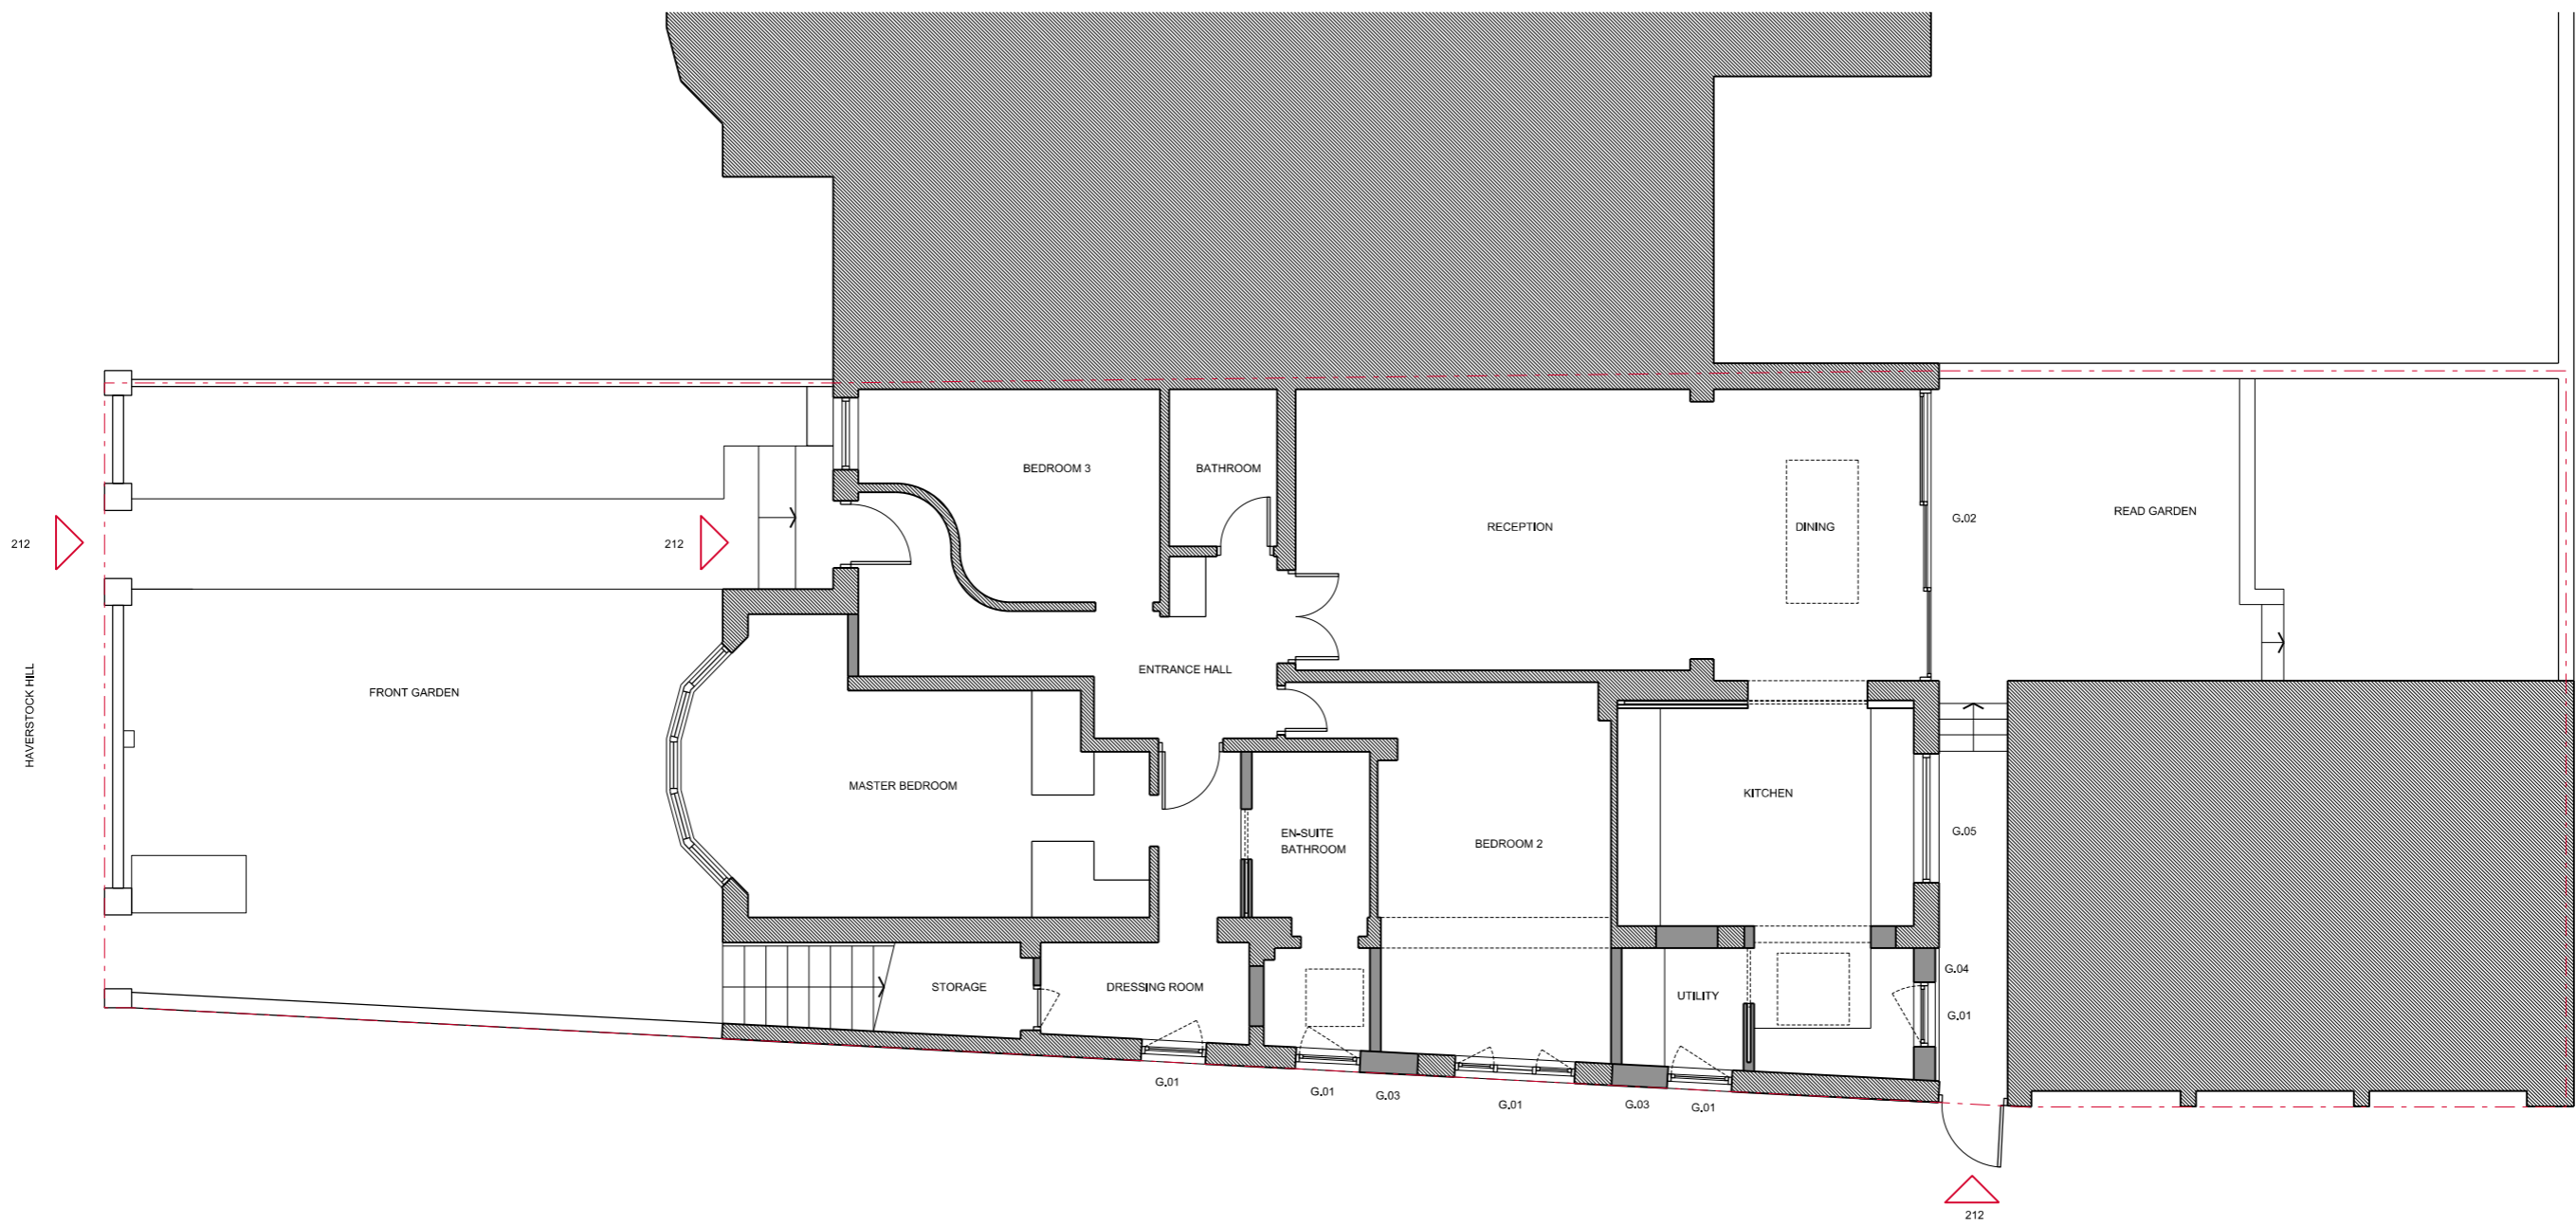 BEDROOM 3
BATHROOM
RECEPTION
DINING
G.02
READ GARDEN
212
212
HAVERSTOCK HILL
FRONT GARDEN
ENTRANCE HALL
MASTER BEDROOM
EN-SUITE
BATHROOM
BEDROOM 2
KITCHEN
G.05
STORAGE
DRESSING ROOM
UTILITY
G.04
G.01
G.01
G.01
G.03
G.01
G.03
G.01
212